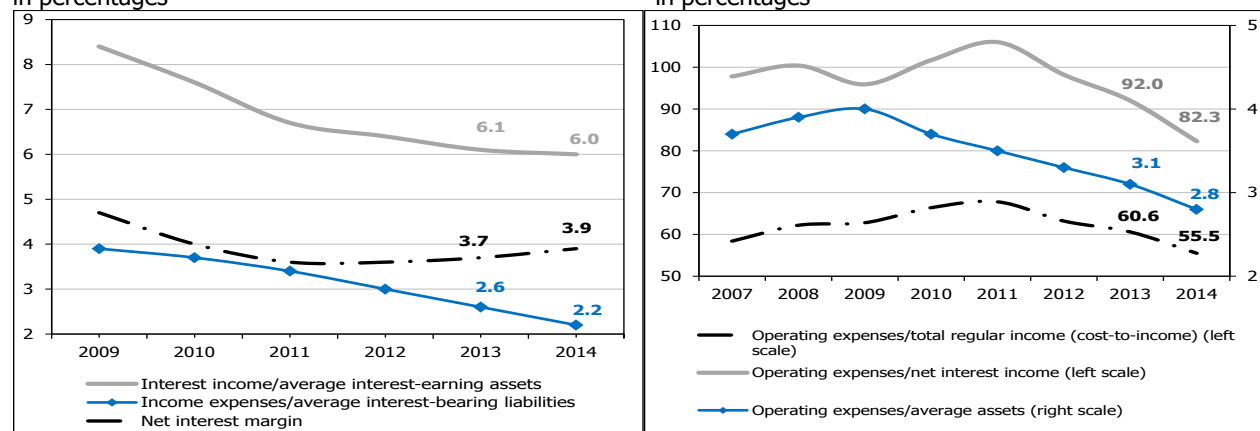 in percentages
9
8
7
6
5
4
3
2
6.1
6.0
3.7
3.9
2.6
2.2
2009 2010 2011 2012 2013 2014
Interest income/average interest-earning assets
Income expenses/average interest-bearing liabilities
Net interest margin
in percentages
110
100
90
80
70
60
50
5
4
3
2
92.0
82.3
3.1
2.8
60.6
55.5
2007 2008 2009 2010 2011 2012 2013 2014
Operating expenses/total regular income (cost-to-income) (left
scale)
Operating expenses/net interest income (left scale)
Operating expenses/average assets (right scale)